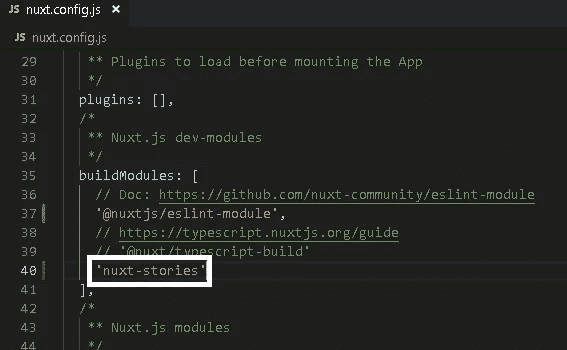 JS nuxt.config.js ×
JS nuxt.config.js
29 ** Plugins to load before mounting the App
30 */
31 plugins: [],
32 /*
33 ** Nuxt.js dev-modules
34 */
35 buildModules: [
36 // Doc: https://github.com/nuxt-community/eslint-module
37 '@nuxtjs/eslint-module',
38 // https://typescript.nuxtjs.org/guide
39 // '@nuxt/typescript-build'
40 'nuxt-stories'
41 ],
42 /*
43 ** Nuxt.js modules
44 */